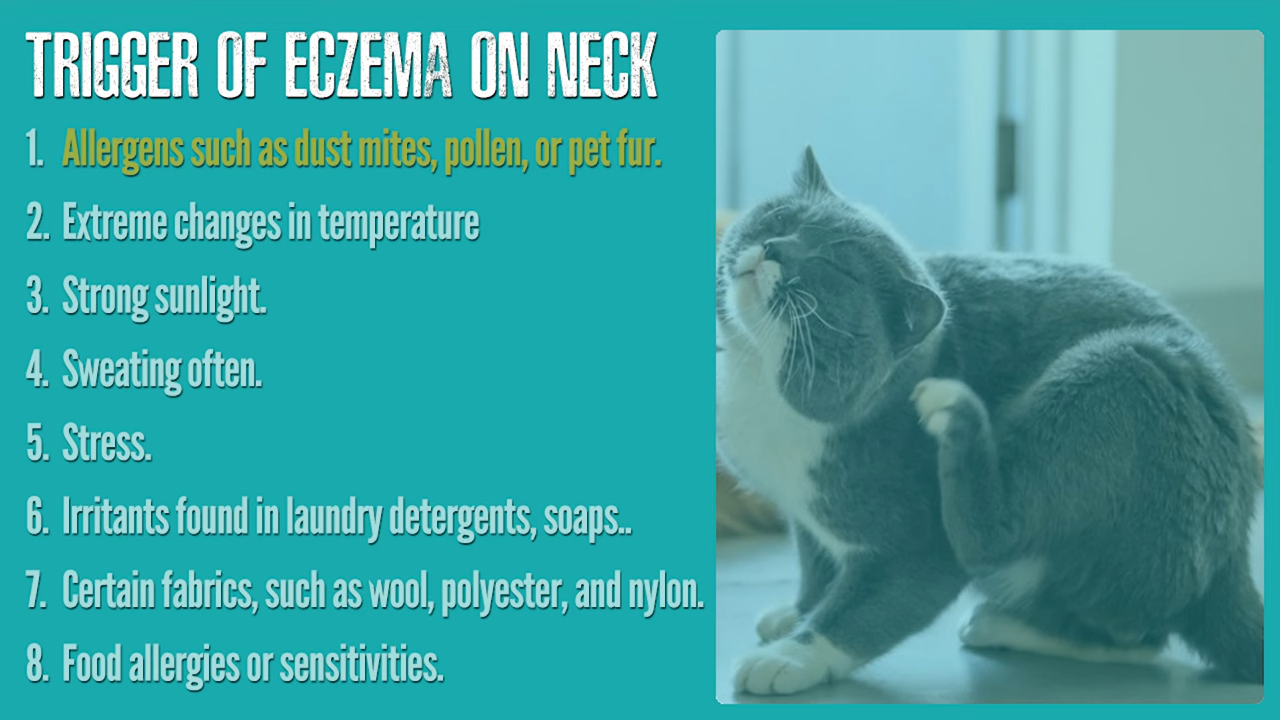 TRIGGER OF ECZEMA ON NECK
1. Allergens such as dust mites, pollen, or pet fur.
2. Extreme changes in temperature
3. Strong sunlight.
4. Sweating often.
5. Stress.
6. Irritants found in laundry detergents, soaps..
7. Certain fabrics, such as wool, polyester, and nylon.
8. Food allergies or sensitivities.